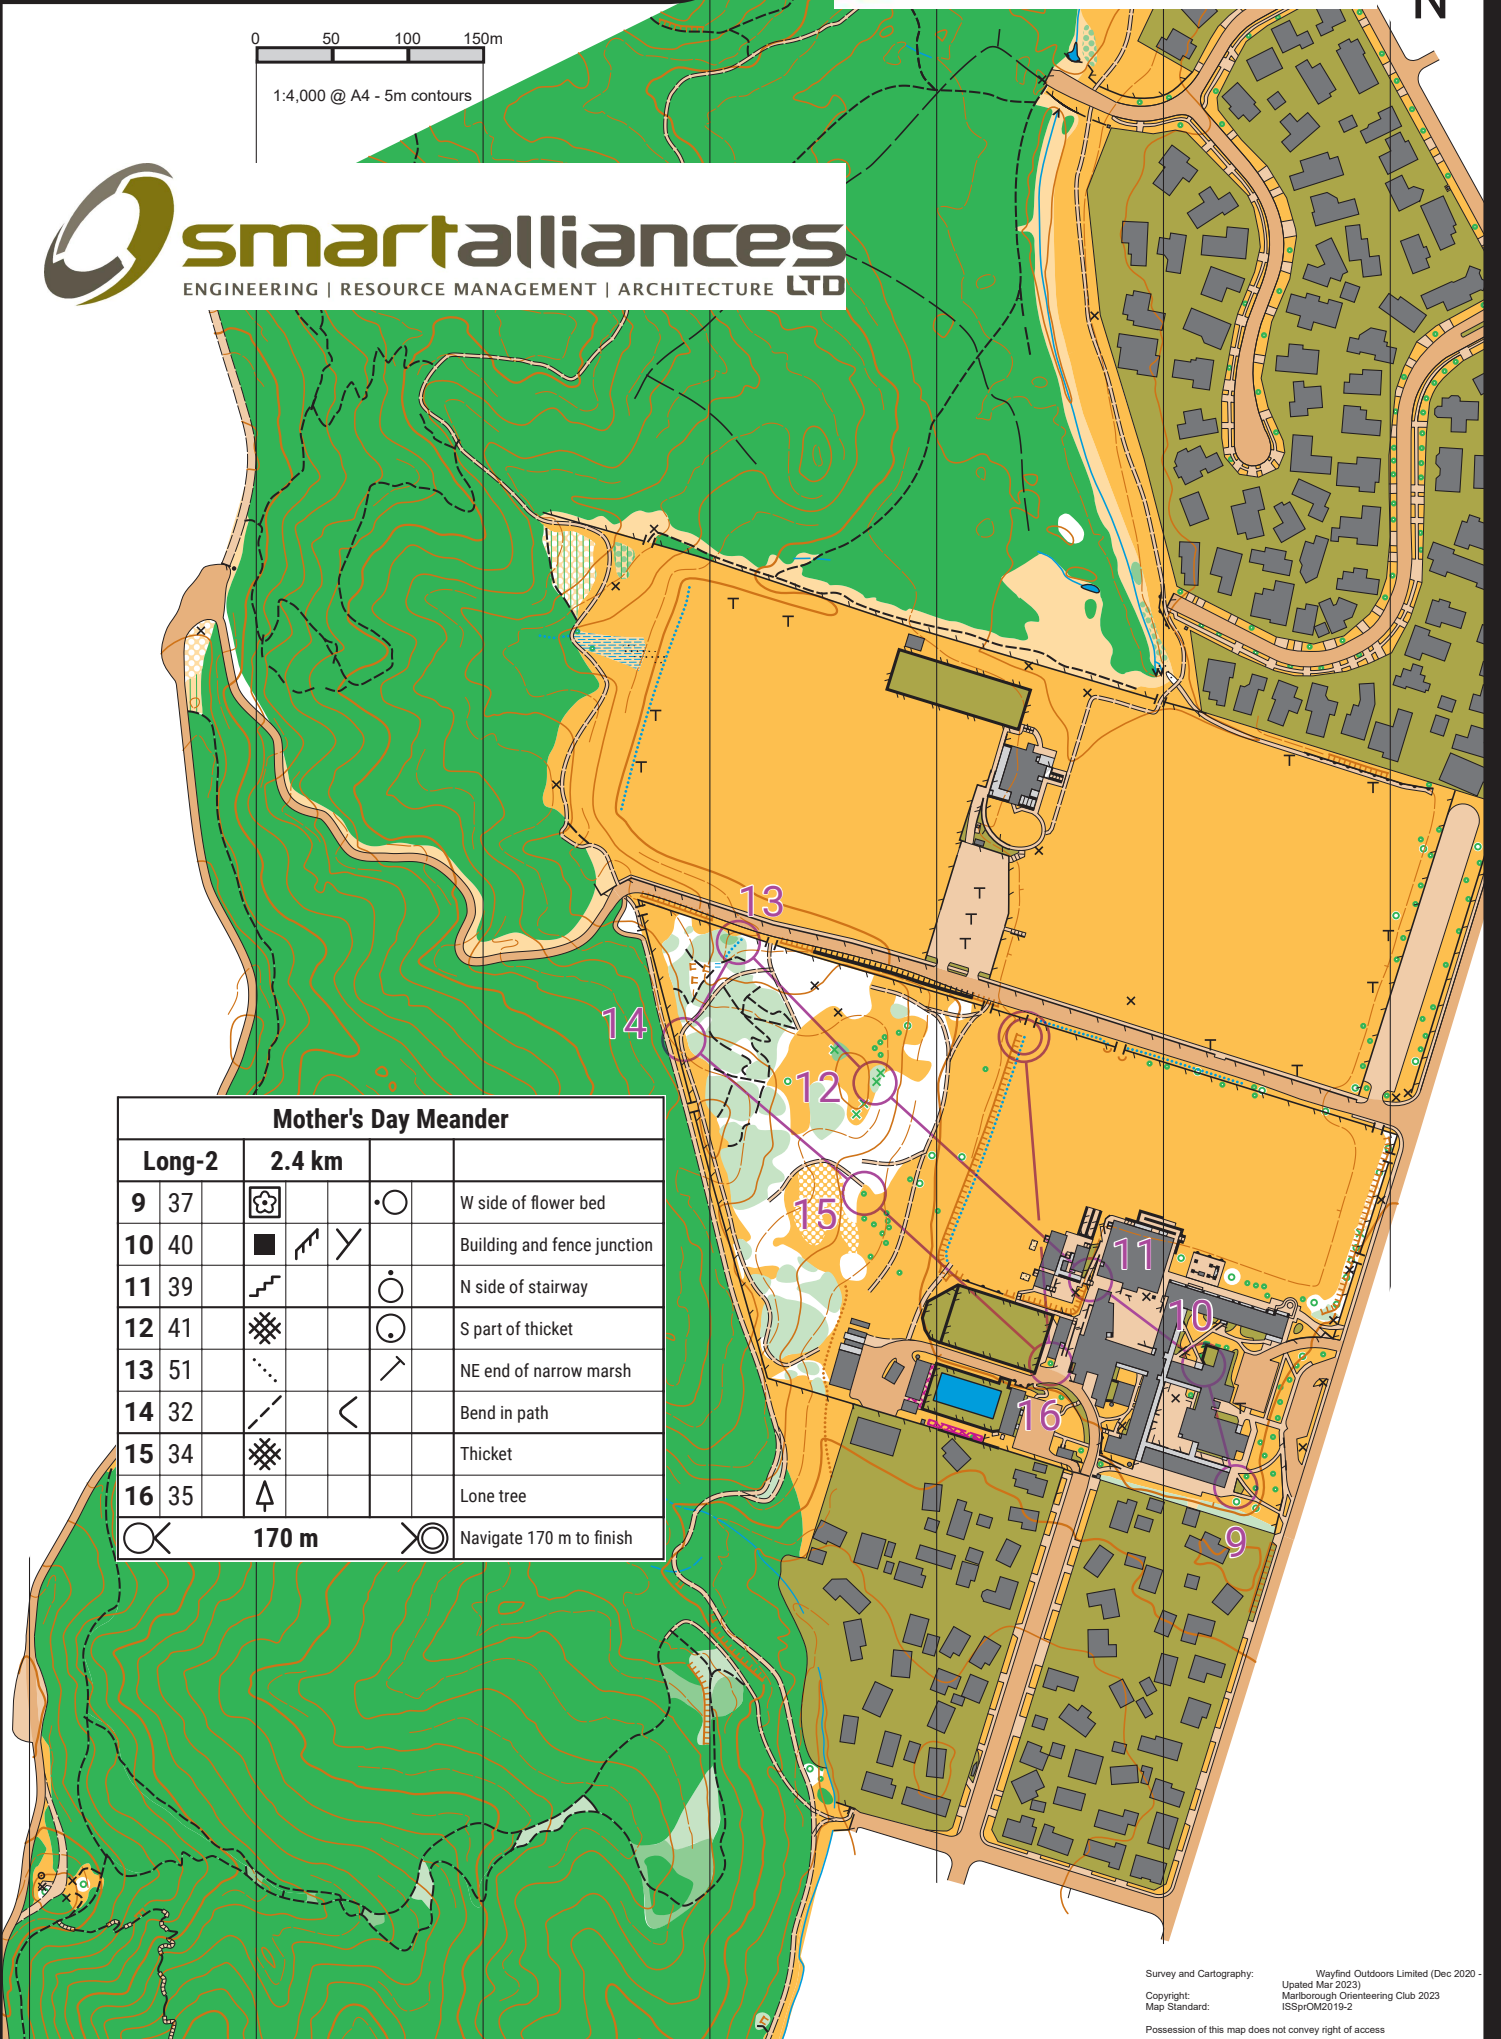 N
0 50 100 150m
1:4,000 @ A4 - 5m contours
smartalliances
LTD
ENGINEERING | RESOURCE MANAGEMENT | ARCHITECTURE
13
14
12
15
11
10
16
9
Mother's Day Meander
Long-2 2.4 km
9 37 W side of flower bed
10 40 Building and fence junction
11 39 N side of stairway
12 41 S part of thicket
13 51 NE end of narrow marsh
14 32 Bend in path
15 34 Thicket
16 35 Lone tree
170 m Navigate 170 m to finish
Survey and Cartography: Wayfind Outdoors Limited (Dec 2020 -
Upated Mar 2023)
Copyright: Marlborough Orienteering Club 2023
Map Standard: ISSprOM2019-2
Possession of this map does not convey right of access